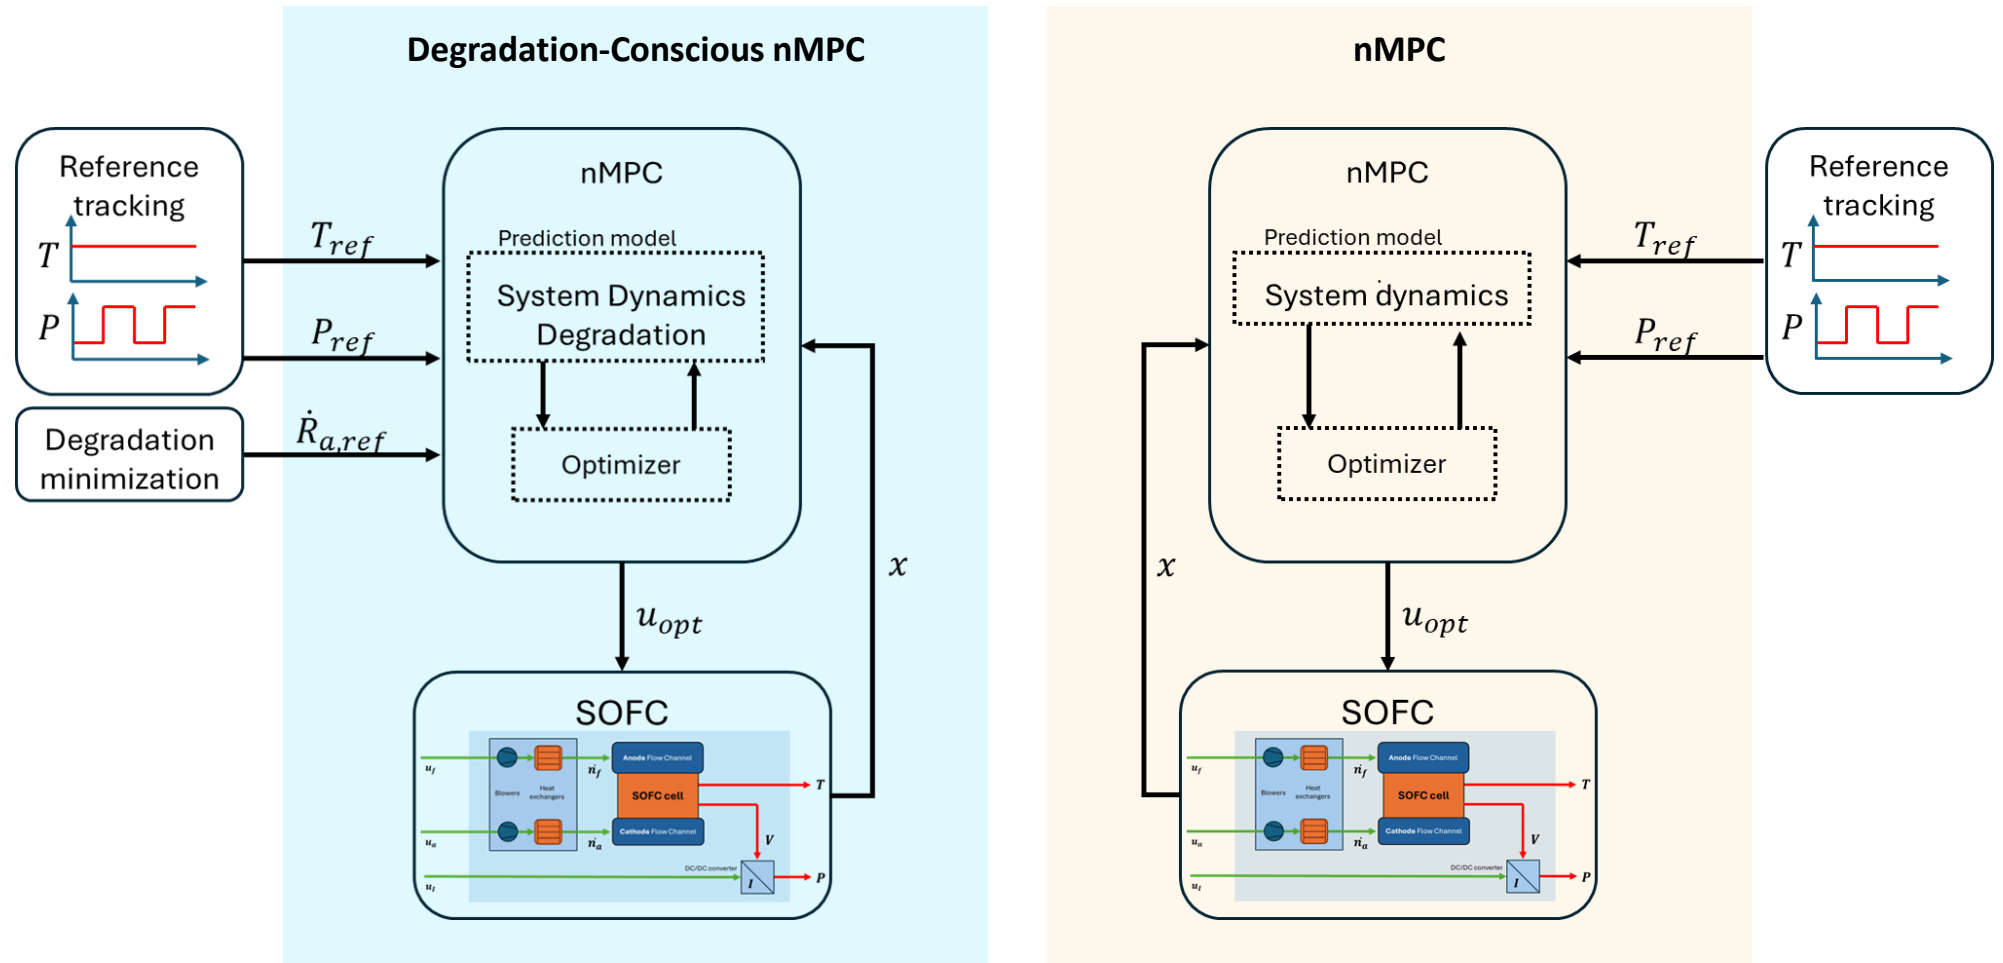 Degradation-Conscious nMPC
Reference
tracking
T
P
T_ref
P_ref
Degradation
minimization
Ṙ_a,ref
nMPC
Prediction model
System Dynamics
Degradation
Optimizer
x
u_opt
SOFC
u_f
Blowers
Heat
exchangers
ṅ_f
Anode Flow Channel
SOFC cell
Cathode Flow Channel
T
u_a
ṅ_a
V
DC/DC converter
u_I
I
P
nMPC
nMPC
Prediction model
System dynamics
Optimizer
T_ref
P_ref
Reference
tracking
T
P
x
u_opt
SOFC
u_f
Blowers
Heat
exchangers
ṅ_f
Anode Flow Channel
SOFC cell
Cathode Flow Channel
T
u_a
ṅ_a
V
DC/DC converter
u_I
I
P